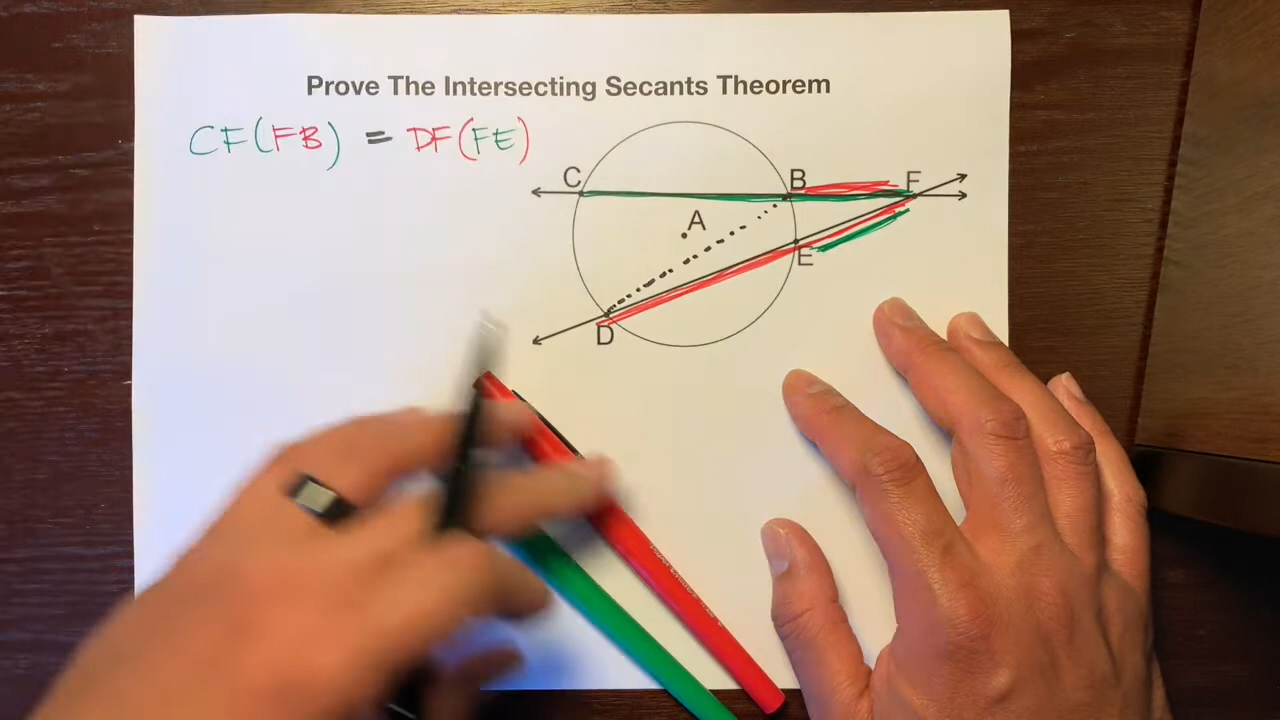 Prove The Intersecting Secants Theorem
CF(FB) = DF(FE)
C
B
F
A
E
D